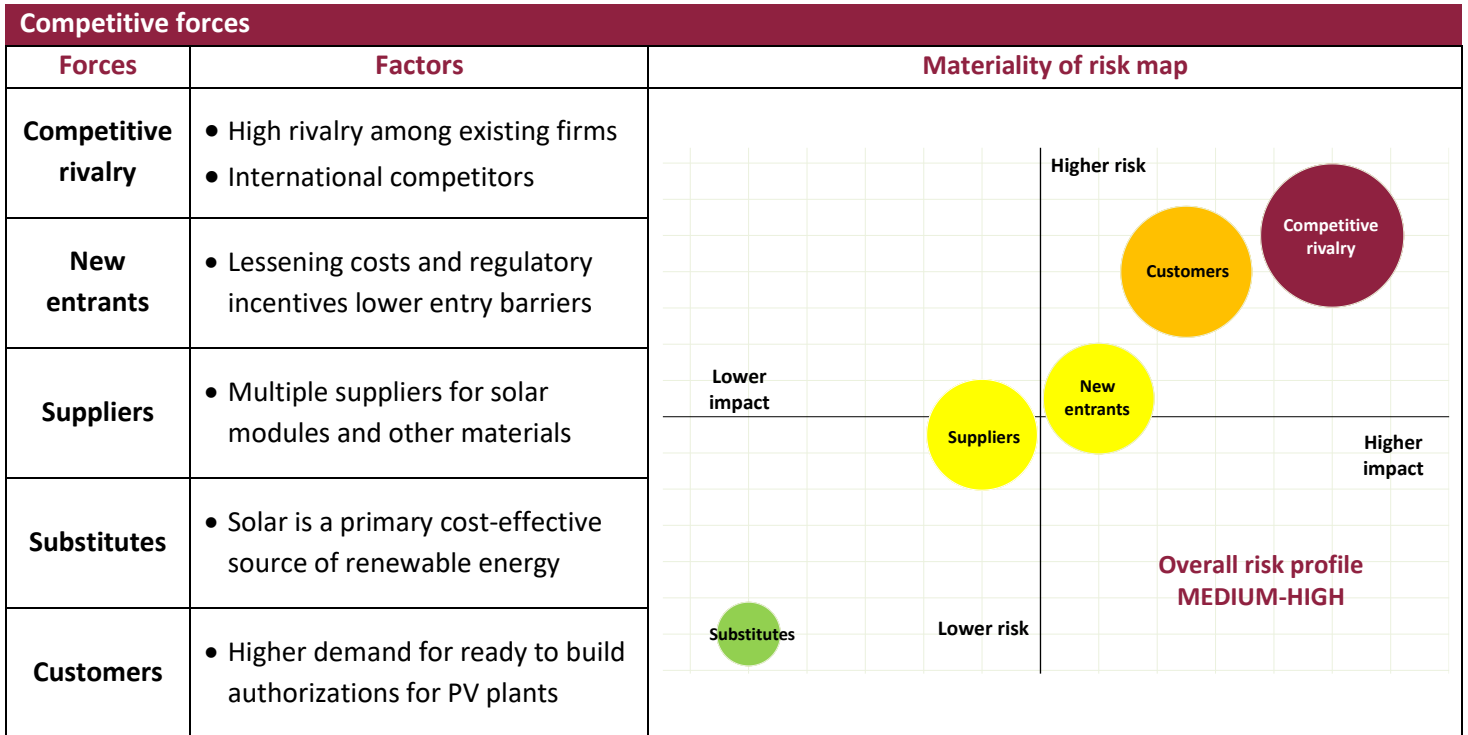 Competitive forces
Forces
Factors
Materiality of risk map
Competitive
rivalry
• High rivalry among existing firms
• International competitors
New
entrants
• Lessening costs and regulatory
incentives lower entry barriers
Suppliers
• Multiple suppliers for solar
modules and other materials
Substitutes
• Solar is a primary cost-effective
source of renewable energy
Customers
• Higher demand for ready to build
authorizations for PV plants
Higher risk
Competitive
rivalry
Customers
Lower
impact
New
entrants
Suppliers
Higher
impact
Overall risk profile
MEDIUM-HIGH
Substitutes
Lower risk